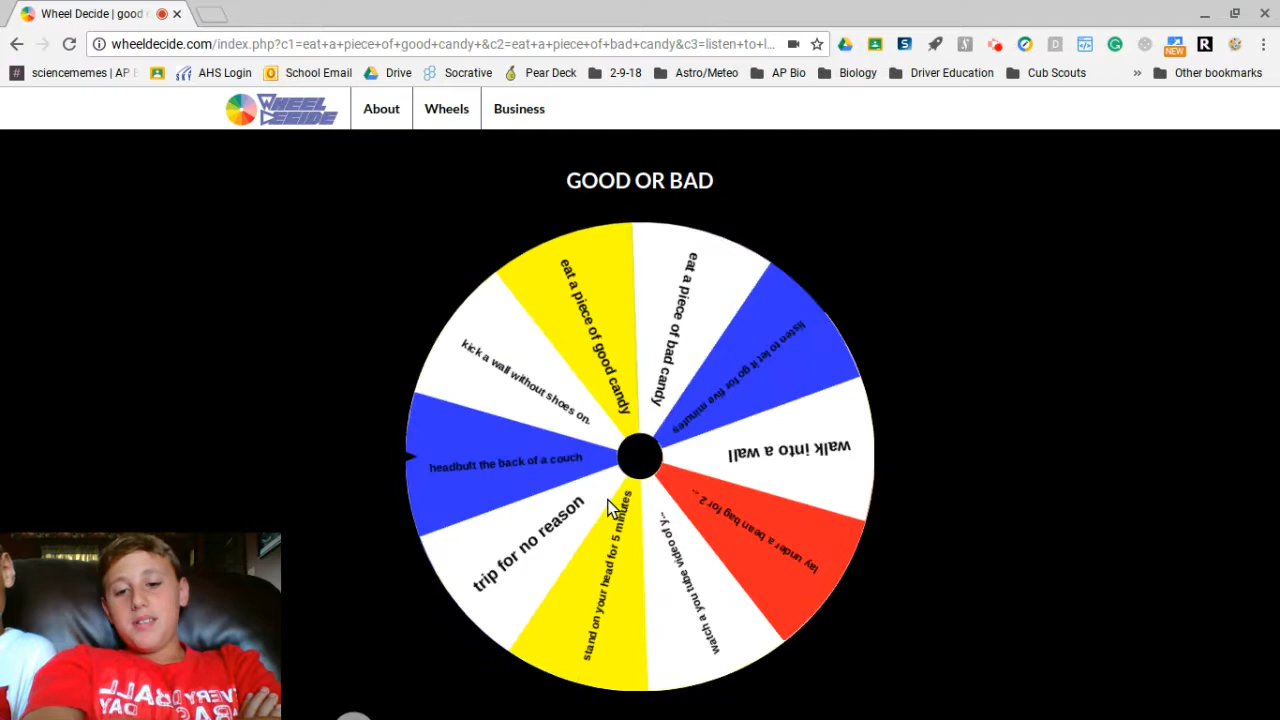 Wheel Decide | good
wheeldecide.com/index.php?c1=eat+a+piece+of+good+candy+&c2=eat+a+piece+of+bad+candy&c3=listen+to+l...
NEW
sciencememes | AP E
AHS Login
School Email
Drive
Socrative
Pear Deck
2-9-18
Astro/Meteo
AP Bio
Biology
Driver Education
Cub Scouts
»
Other bookmarks
WHEEL DECIDE
About
Wheels
Business
GOOD OR BAD
eat a piece of good candy
eat a piece of bad candy
listen to let it go for five minutes
walk into a wall
lay under a bean bag for 2 ...
watch a you tube video of y...
stand on your head for 5 minutes
trip for no reason
headbutt the back of a couch
kick a wall without shoes on.
BALL
DAY